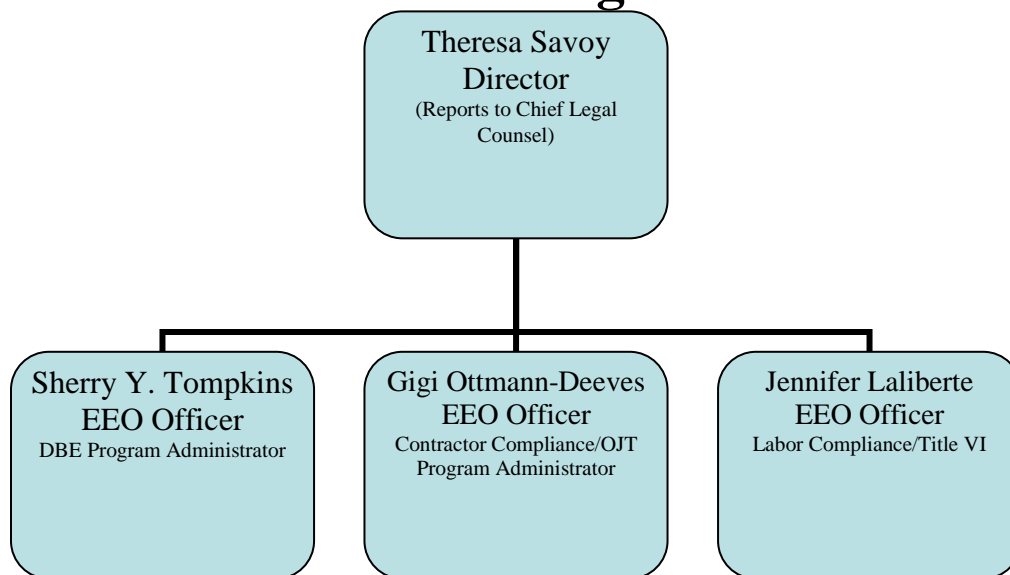 Theresa Savoy
Director
(Reports to Chief Legal
Counsel)
Sherry Y. Tompkins
EEO Officer
DBE Program Administrator
Gigi Ottmann-Deeves
EEO Officer
Contractor Compliance/OJT
Program Administrator
Jennifer Laliberte
EEO Officer
Labor Compliance/Title VI